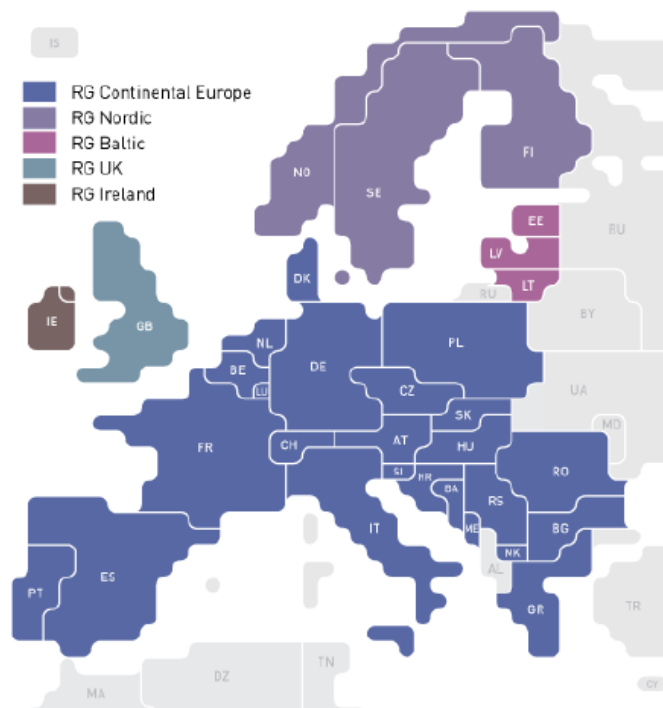 IS
RG Continental Europe
RG Nordic
RG Baltic
RG UK
RG Ireland
NO
SE
FI
RU
EE
LV
LT
RU
BY
DK
IE
GB
NL
BE
LU
DE
PL
CZ
UA
MD
SK
FR
CH
AT
HU
SI
HR
BA
RS
RO
IT
ME
NK
BG
AL
PT
ES
GR
TR
MA
DZ
TN
CY